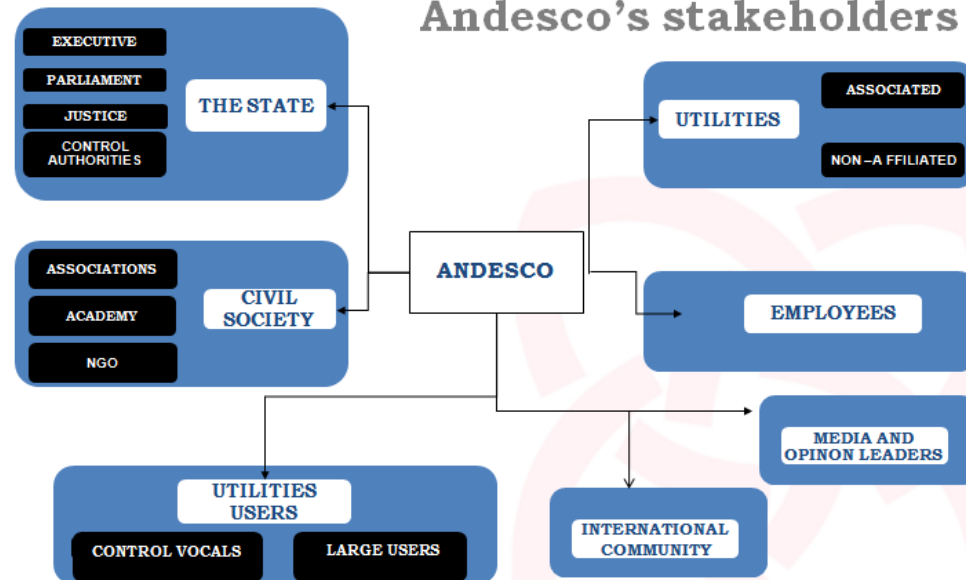 Andesco's stakeholders
EXECUTIVE
PARLIAMENT
JUSTICE
CONTROL
AUTHORITIES
THE STATE
UTILITIES
ASSOCIATED
NON–A FFILIATED
ASSOCIATIONS
ACADEMY
NGO
CIVIL
SOCIETY
ANDESCO
EMPLOYEES
MEDIA AND
OPINON LEADERS
UTILITIES
USERS
CONTROL VOCALS
LARGE USERS
INTERNATIONAL
COMMUNITY